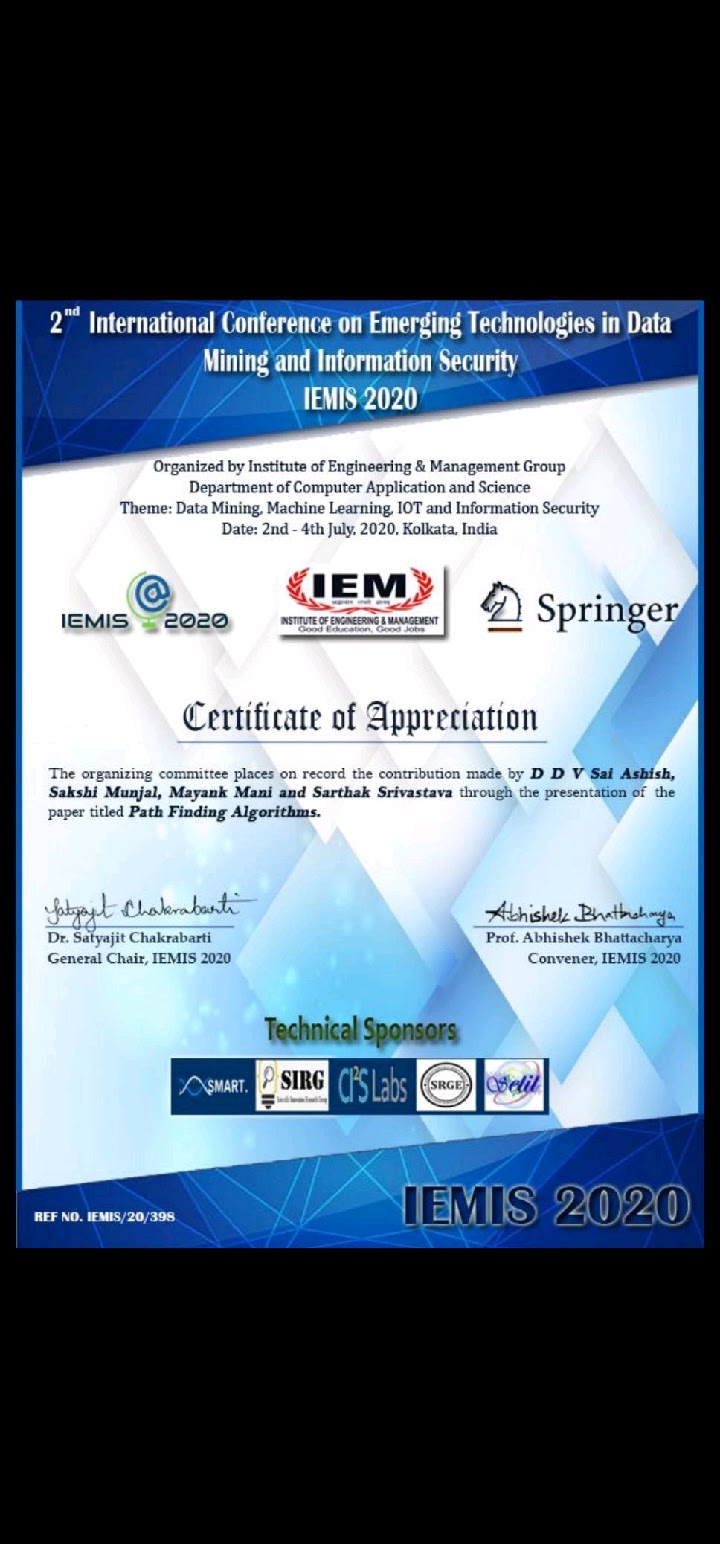 2nd International Conference on Emerging Technologies in Data
Mining and Information Security
IEMIS 2020
Organized by Institute of Engineering & Management Group
Department of Computer Application and Science
Theme: Data Mining, Machine Learning, IOT and Information Security
Date: 2nd - 4th July, 2020, Kolkata, India
IEMIS 2020
IEM
INSTITUTE OF ENGINEERING & MANAGEMENT
Good Education, Good Jobs
Springer
Certificate of Appreciation
The organizing committee places on record the contribution made by D D V Sai Ashish,
Sakshi Munjal, Mayank Mani and Sarthak Srivastava through the presentation of the
paper titled Path Finding Algorithms.
Satyajit Chakrabarti
Dr. Satyajit Chakrabarti
General Chair, IEMIS 2020
Abhishek Bhattacharya
Prof. Abhishek Bhattacharya
Convener, IEMIS 2020
Technical Sponsors
SMART.
SIRG
CI2S Labs
SRGE
REF NO. IEMIS/20/398
IEMIS 2020